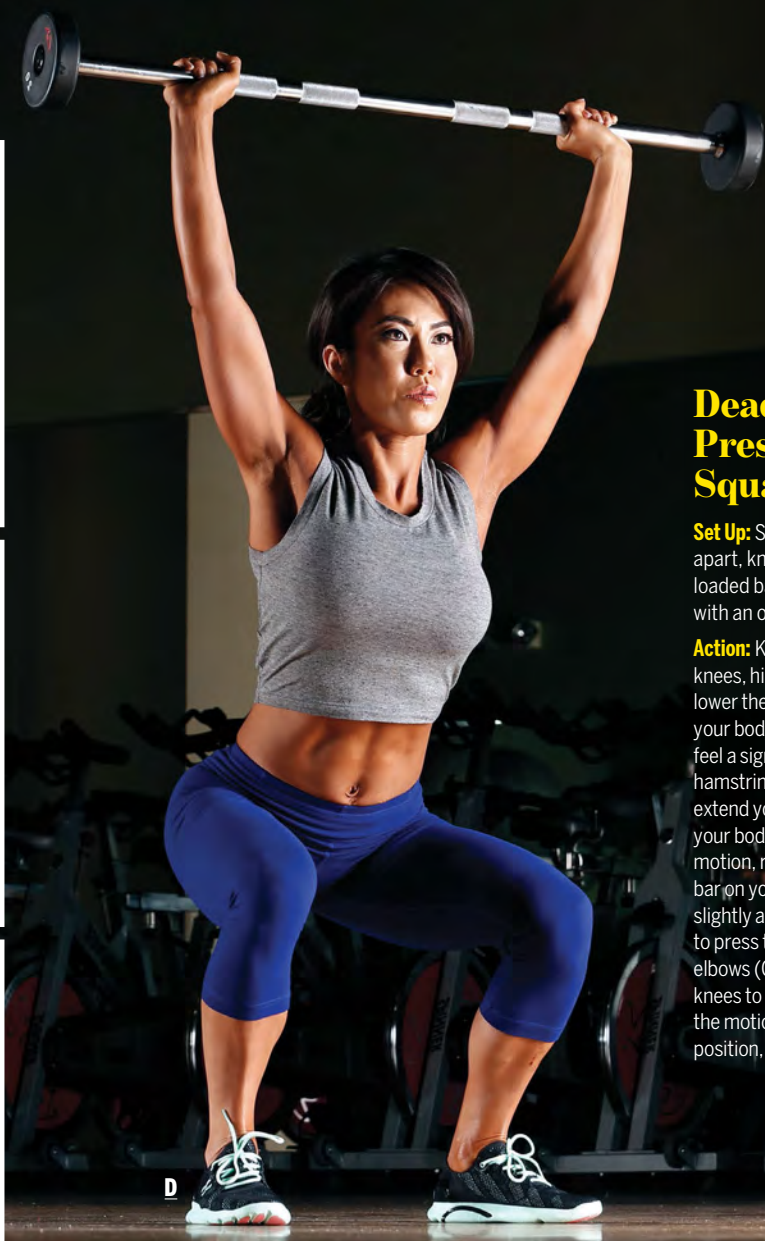 Dead
Pres
Squa
Set Up: S
apart, kn
loaded ba
with an o
Action: K
knees, hi
lower the
your bod
feel a sig
hamstrin
extend yo
your bod
motion, r
bar on yo
slightly a
to press t
elbows (C
knees to
the motio
position,
D